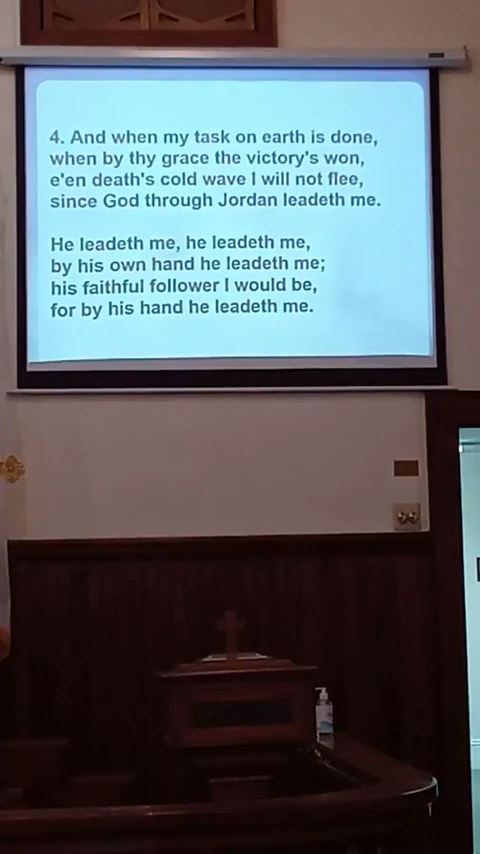 4. And when my task on earth is done,
when by thy grace the victory's won,
e'en death's cold wave I will not flee,
since God through Jordan leadeth me.
He leadeth me, he leadeth me,
by his own hand he leadeth me;
his faithful follower I would be,
for by his hand he leadeth me.